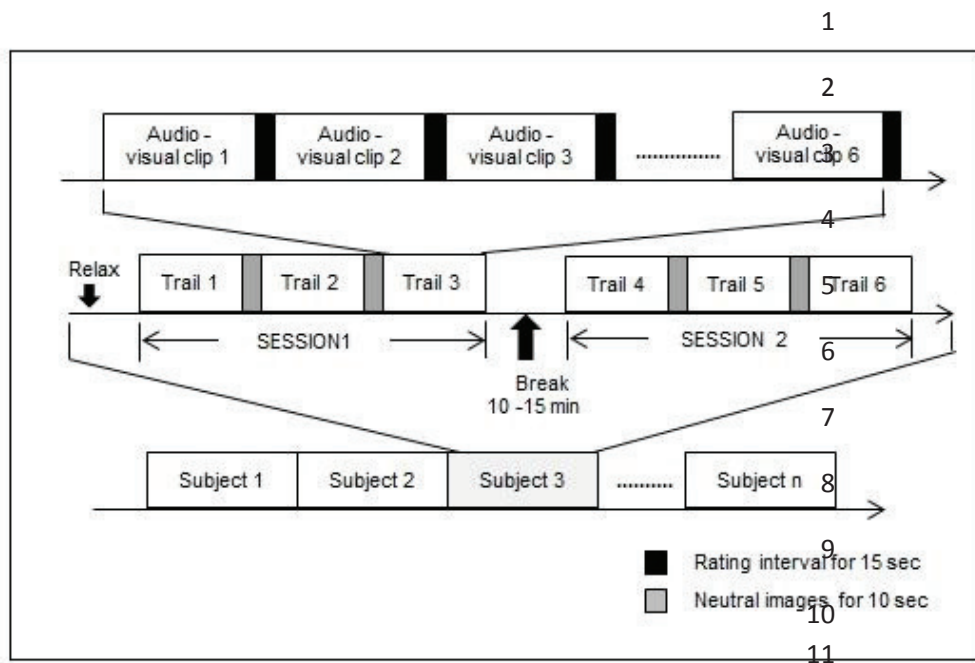 1
2
Audio - visual clip 1
Audio - visual clip 2
Audio - visual clip 3
...............
Audio - visual clip 6
3
4
Relax
Trail 1
Trail 2
Trail 3
Trail 4
Trail 5
Trail 6
5
SESSION1
SESSION 2
6
Break
10 -15 min
7
Subject 1
Subject 2
Subject 3
..........
Subject n
8
9
Rating interval for 15 sec
Neutral images for 10 sec
10
11